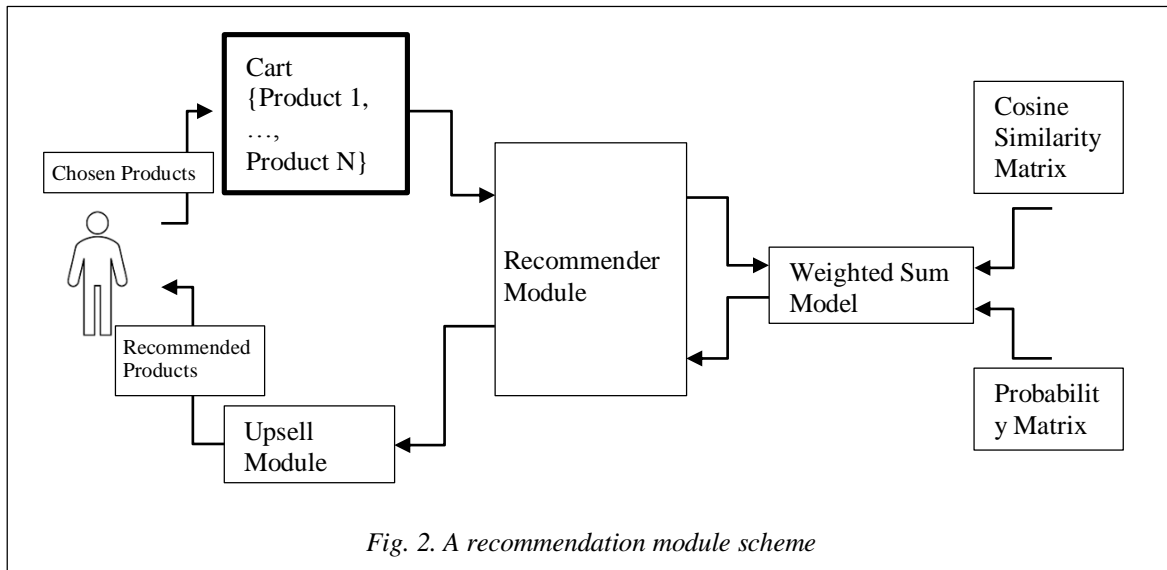 Cart
{Product 1,
…,
Product N}
Chosen Products
Recommender
Module
Cosine
Similarity
Matrix
Weighted Sum
Model
Recommended
Products
Upsell
Module
Probabilit
y Matrix
Fig. 2. A recommendation module scheme